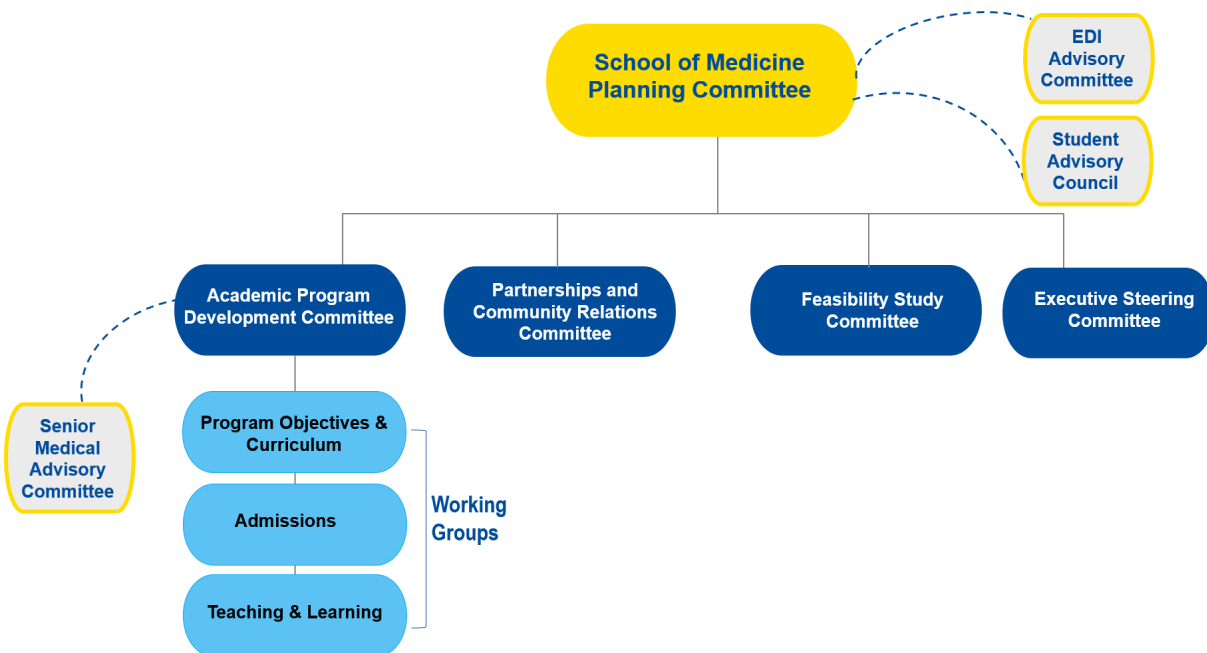 School of Medicine
Planning Committee
EDI
Advisory
Committee
Student
Advisory
Council
Academic Program
Development Committee
Partnerships and
Community Relations
Committee
Feasibility Study
Committee
Executive Steering
Committee
Senior
Medical
Advisory
Committee
Program Objectives &
Curriculum
Admissions
Teaching & Learning
Working
Groups